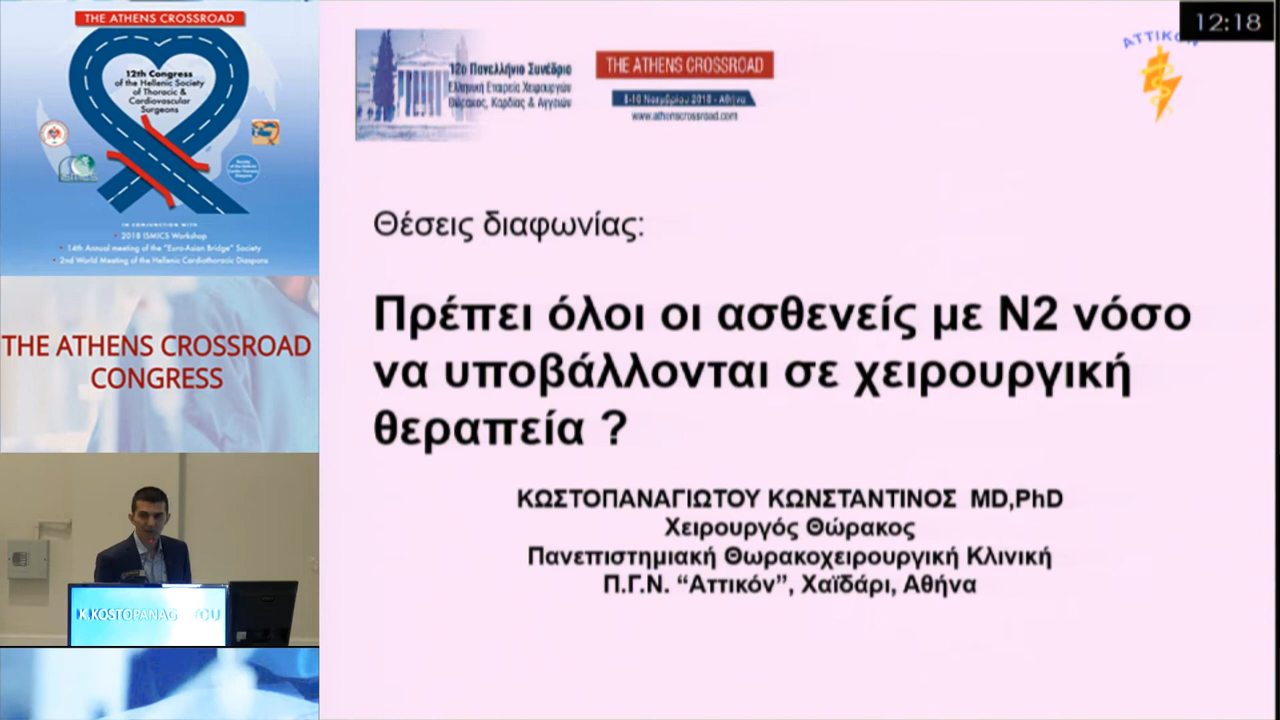 THE ATHENS CROSSROAD
12th Congress
of the Hellenic Society
of Thoracic &
Cardiovascular
Surgeons
IN CONJUNCTION WITH
• 2018 ISMICS Workshop
• 14th Annual meeting of the "Euro-Asian Bridge" Society
• 2nd World Meeting of the Hellenic Cardiothoracic Diaspora
THE ATHENS CROSSROAD
CONGRESS
K.KOSTOPANAG OU
12:18
ΑΤΤΙΚΟΝ
12ο Πανελλήνιο Συνέδριο
Ελληνική Εταιρεία Χειρουργών
Θώρακος, Καρδιάς & Αγγείων
THE ATHENS CROSSROAD
8-10 Νοεμβρίου 2018 - Αθήνα
www.athenscrossroad.com
Θέσεις διαφωνίας:
Πρέπει όλοι οι ασθενείς με Ν2 νόσο
να υποβάλλονται σε χειρουργική
θεραπεία ?
ΚΩΣΤΟΠΑΝΑΓΙΩΤΟΥ ΚΩΝΣΤΑΝΤΙΝΟΣ MD,PhD
Χειρουργός Θώρακος
Πανεπιστημιακή Θωρακοχειρουργική Κλινική
Π.Γ.Ν. “Αττικόν”, Χαϊδάρι, Αθήνα